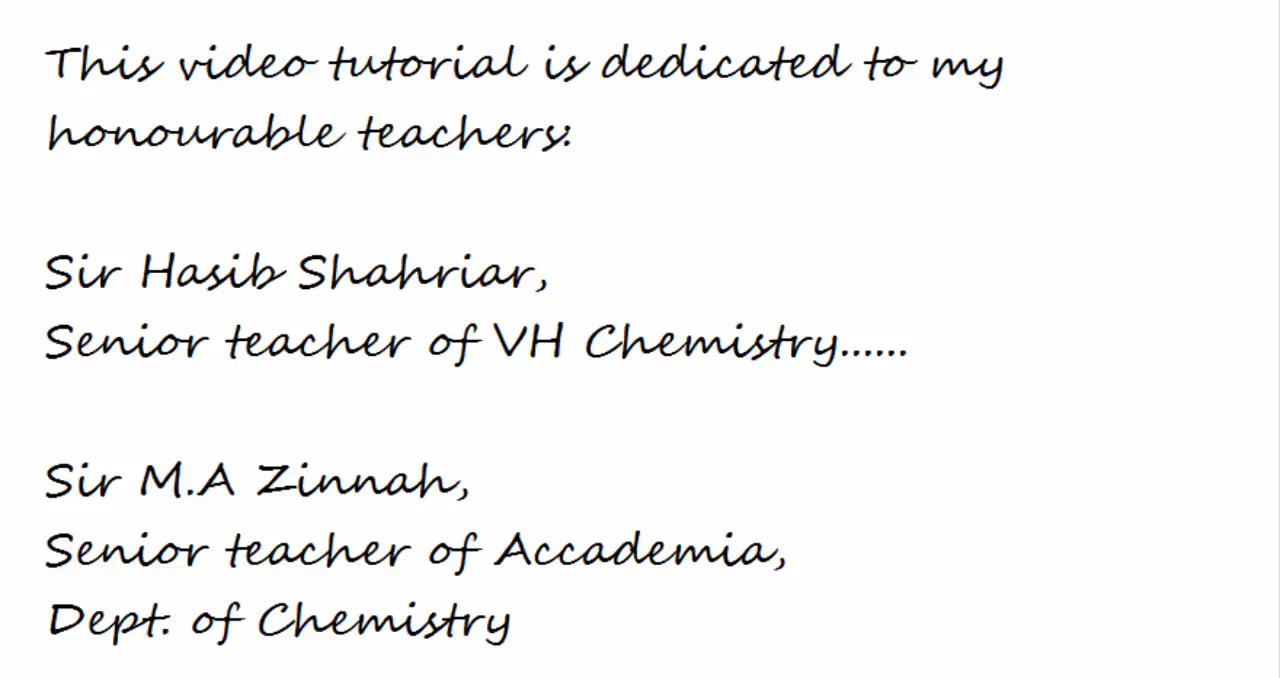 This video tutorial is dedicated to my
honourable teachers:
Sir Hasib Shahriar,
Senior teacher of VH Chemistry......
Sir M.A Zinnah,
Senior teacher of Accademia,
Dept. of Chemistry